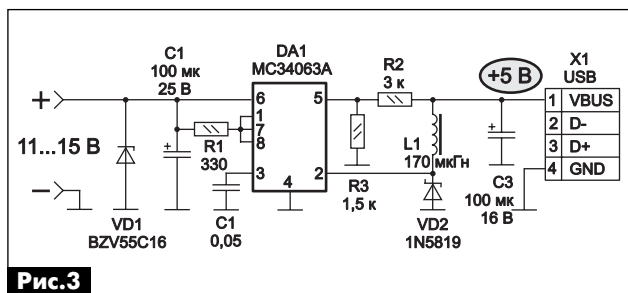 C1
100 мк
25 В
DA1
MC34063A
R2
3 к
+5 В
X1
USB
+
11...15 В
–
6
1
7
8
3
4
5
2
R1
330
L1
170 мкГн
1 VBUS
2 D-
3 D+
4 GND
VD1
BZV55C16
C1
0,05
R3
1,5 к
VD2
1N5819
C3
100 мк
16 В
+
+
Рис.3